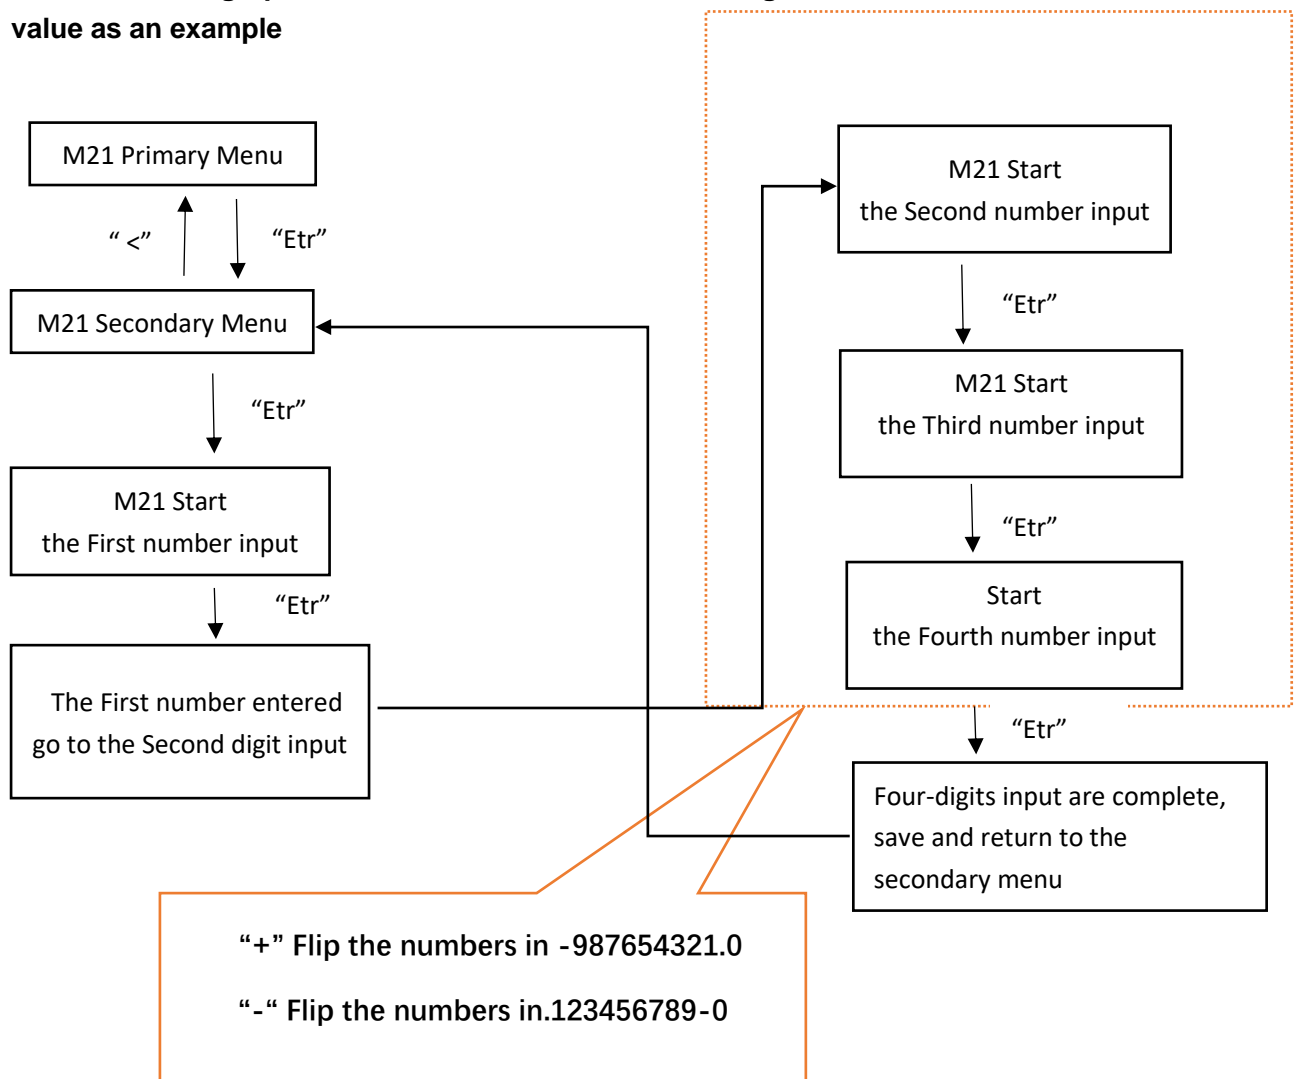 value as an example
M21 Primary Menu
“ <”
“Etr”
M21 Secondary Menu
“Etr”
M21 Start
the First number input
“Etr”
The First number entered
go to the Second digit input
M21 Start
the Second number input
“Etr”
M21 Start
the Third number input
“Etr”
Start
the Fourth number input
“Etr”
Four-digits input are complete,
save and return to the
secondary menu
“+” Flip the numbers in -987654321.0
“-“ Flip the numbers in.123456789-0